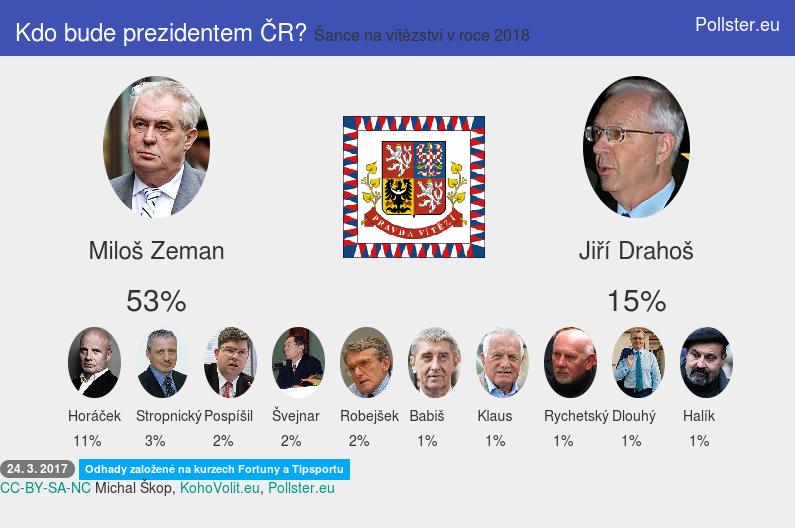 Kdo bude prezidentem ČR? Šance na vítězství v roce 2018
Pollster.eu
PRAVDA VÍTĚZÍ
Miloš Zeman
Jiří Drahoš
53%
15%
Horáček Stropnický Pospíšil Švejnar Robejšek Babiš Klaus Rychetský Dlouhý Halík
11% 3% 2% 2% 2% 1% 1% 1% 1% 1%
24. 3. 2017 Odhady založené na kurzech Fortuny a Tipsportu
CC-BY-SA-NC Michal Škop, KohoVolit.eu, Pollster.eu